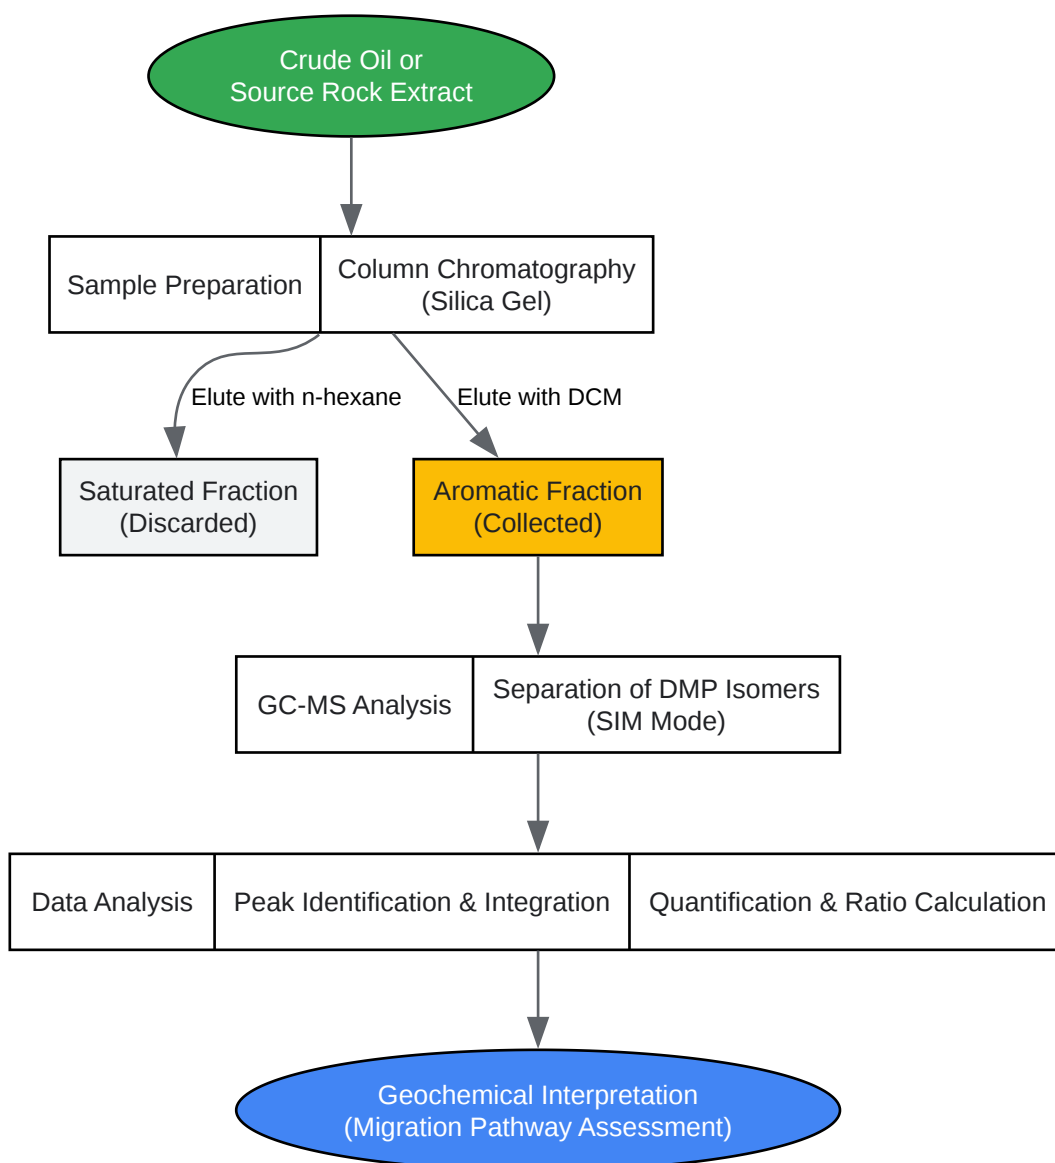 Crude Oil or
Source Rock Extract
Sample Preparation
Column Chromatography
(Silica Gel)
Elute with n-hexane
Elute with DCM
Saturated Fraction
(Discarded)
Aromatic Fraction
(Collected)
GC-MS Analysis
Separation of DMP Isomers
(SIM Mode)
Data Analysis
Peak Identification & Integration
Quantification & Ratio Calculation
Geochemical Interpretation
(Migration Pathway Assessment)